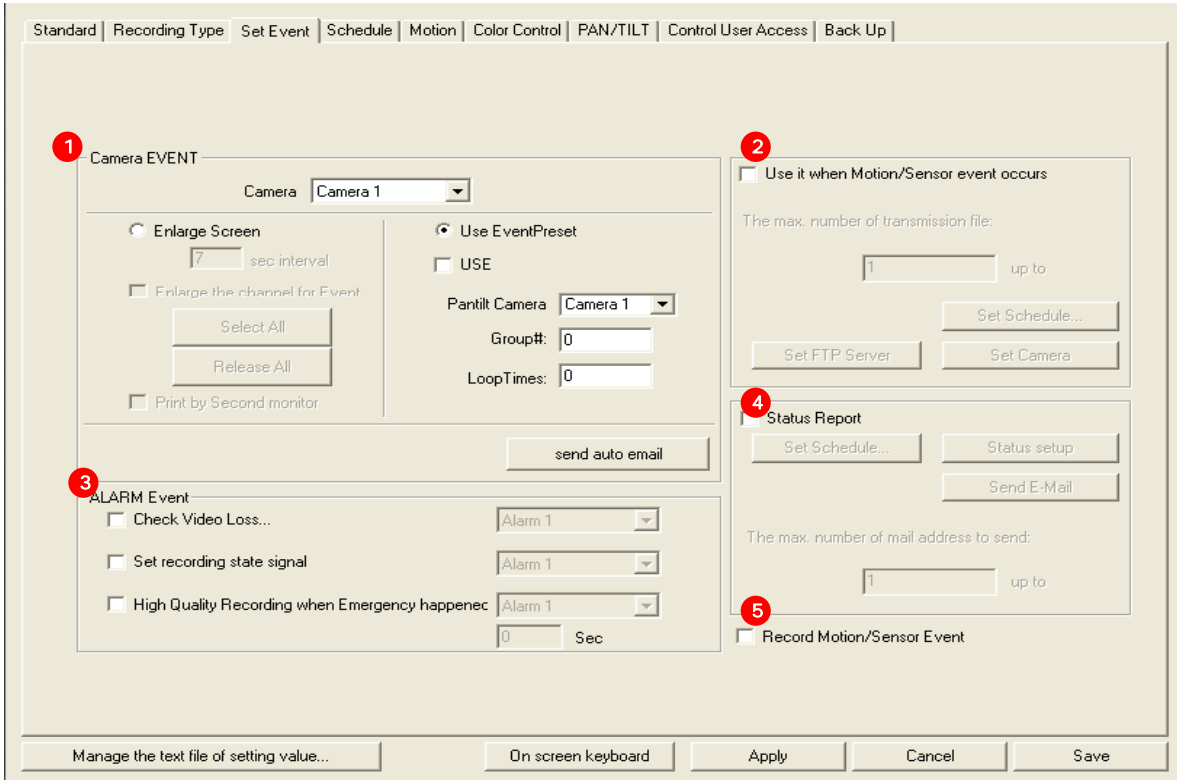 Standard Recording Type Set Event Schedule Motion Color Control PAN/TILT Control User Access Back Up
1
Camera EVENT
Camera Camera 1
Enlarge Screen
7 sec interval
Enlarge the channel for Event
Select All
Release All
Print by Second monitor
Use EventPreset
USE
Pantilt Camera Camera 1
Group#: 0
LoopTimes: 0
send auto email
2
Use it when Motion/Sensor event occurs
The max. number of transmission file:
1 up to
Set Schedule...
Set FTP Server Set Camera
3
ALARM Event
Check Video Loss... Alarm 1
Set recording state signal Alarm 1
High Quality Recording when Emergency happenec Alarm 1
0 Sec
4
Status Report
Set Schedule... Status setup
Send E-Mail
The max. number of mail address to send:
1 up to
5
Record Motion/Sensor Event
Manage the text file of setting value... On screen keyboard Apply Cancel Save